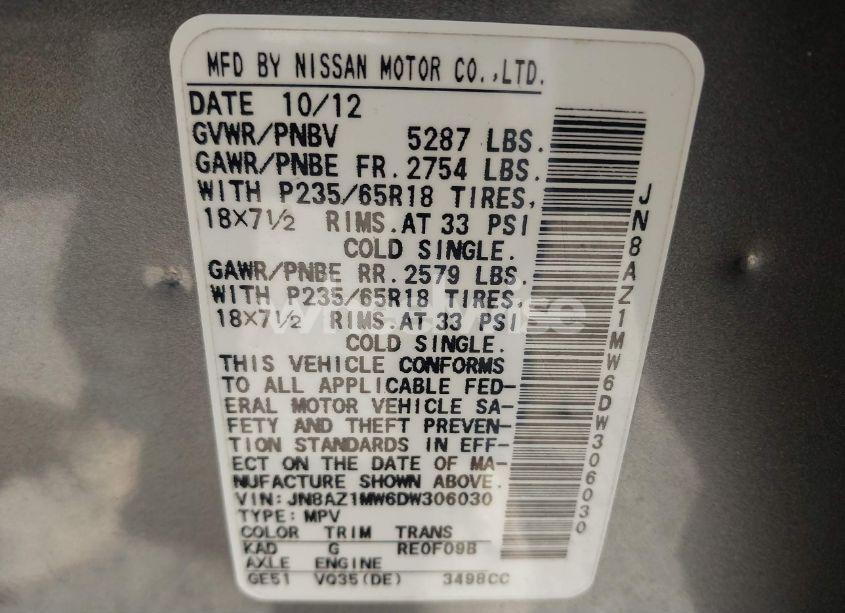 MFD BY NISSAN MOTOR CO.,LTD.
DATE 10/12
GVWR/PNBV 5287 LBS.
GAWR/PNBE FR. 2754 LBS.
WITH P235/65R18 TIRES,
18×7½ RIMS.AT 33 PSI
COLD SINGLE.
GAWR/PNBE RR. 2579 LBS.
WITH P235/65R18 TIRES,
18×7½ RIMS.AT 33 PSI
COLD SINGLE.
THIS VEHICLE CONFORMS
TO ALL APPLICABLE FED-
ERAL MOTOR VEHICLE SA-
FETY AND THEFT PREVEN-
TION STANDARDS IN EFF-
ECT ON THE DATE OF MA-
NUFACTURE SHOWN ABOVE.
VIN: JN8AZ1MW6DW306030
TYPE: MPV
COLOR TRIM TRANS
KAD G RE0F09B
AXLE ENGINE
GE51 VQ35(DE) 3498CC
JN8AZ1MW6DW306030